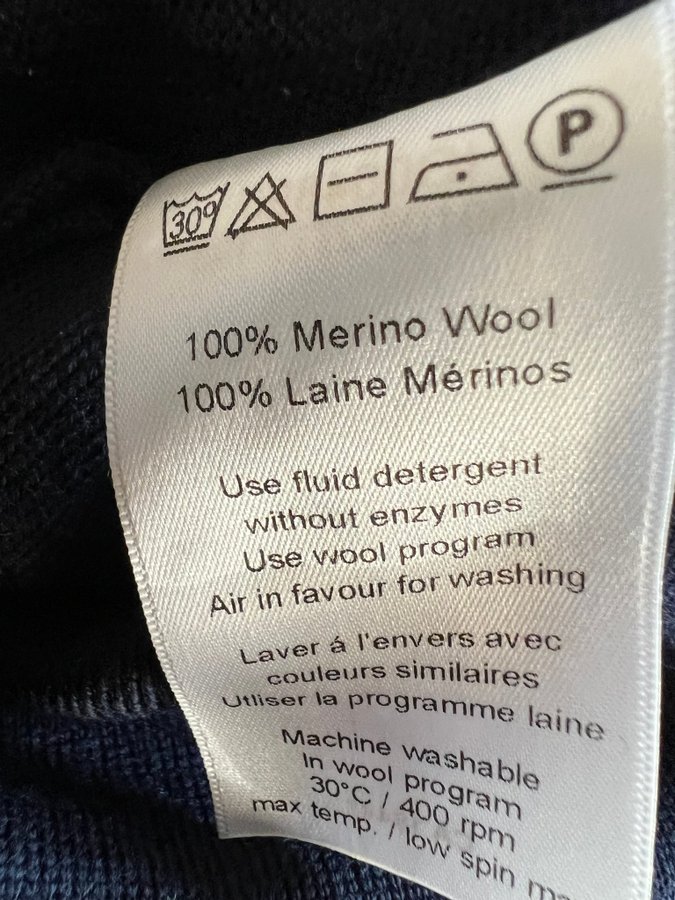 30° P
100% Merino Wool
100% Laine Mérinos
Use fluid detergent
without enzymes
Use wool program
Air in favour for washing
Laver á l'envers avec
couleurs similaires
Utliser la programme laine
Machine washable
In wool program
30°C / 400 rpm
max temp. / low spin